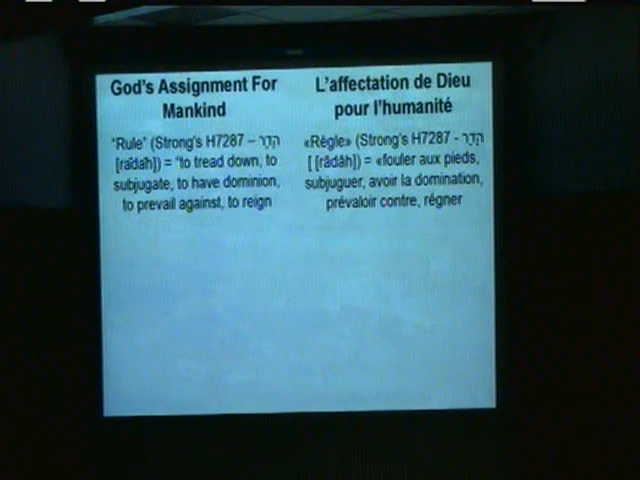 God's Assignment For
Mankind
"Rule" (Strong's H7287 – רָדָה
[râdah]) = "to tread down, to
subjugate, to have dominion,
to prevail against, to reign
L'affectation de Dieu
pour l'humanité
«Règle» (Strong's H7287 - רָדָה
[ [râdâh]) = «fouler aux pieds,
subjuguer, avoir la domination,
prévaloir contre, régner